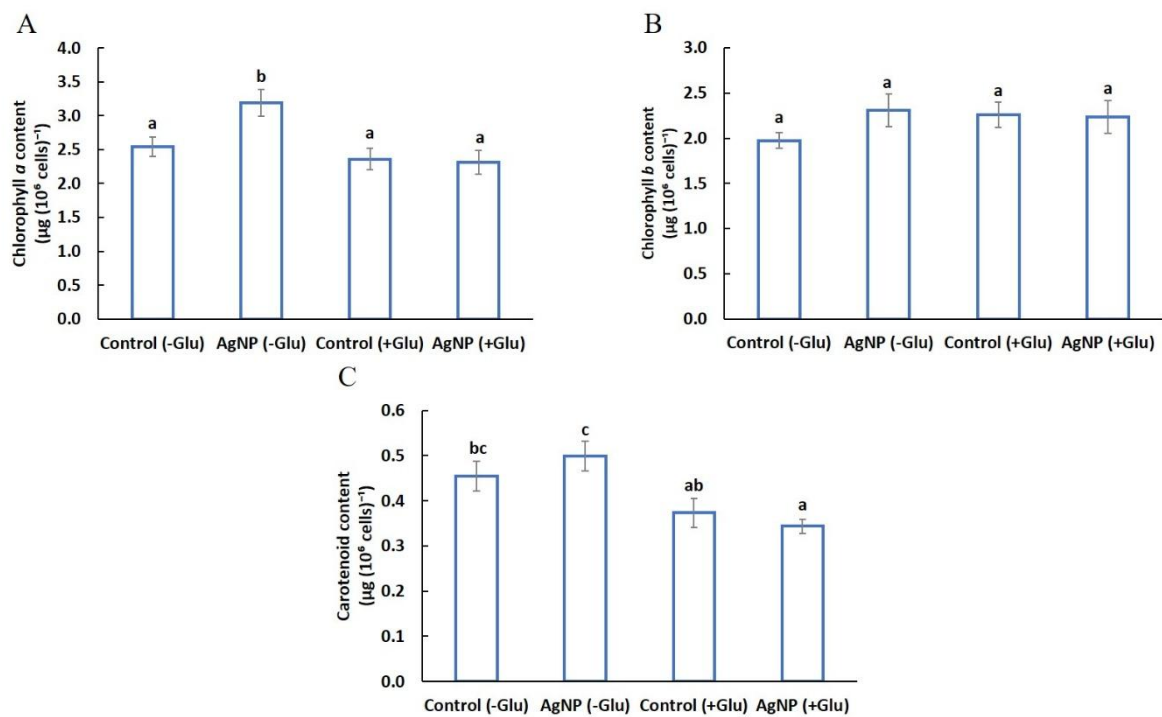 A
Chlorophyll a content
(µg (10⁶ cells)⁻¹
4.0
3.5
3.0
2.5
2.0
1.5
1.0
0.5
0.0
a
b
a
a
Control (-Glu) AgNP (-Glu) Control (+Glu) AgNP (+Glu)
B
Chlorophyll b content
(µg (10⁶ cells)⁻¹
3.0
2.5
2.0
1.5
1.0
0.5
0.0
a
a
a
a
Control (-Glu) AgNP (-Glu) Control (+Glu) AgNP (+Glu)
C
Carotenoid content
(µg (10⁶ cells)⁻¹
0.6
0.5
0.4
0.3
0.2
0.1
0.0
bc
c
ab
a
Control (-Glu) AgNP (-Glu) Control (+Glu) AgNP (+Glu)